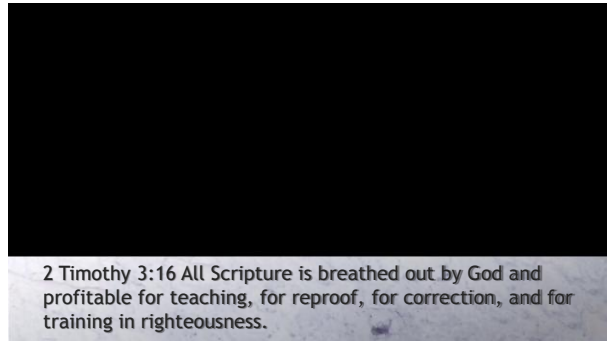 2 Timothy 3:16 All Scripture is breathed out by God and
profitable for teaching, for reproof, for correction, and for
training in righteousness.